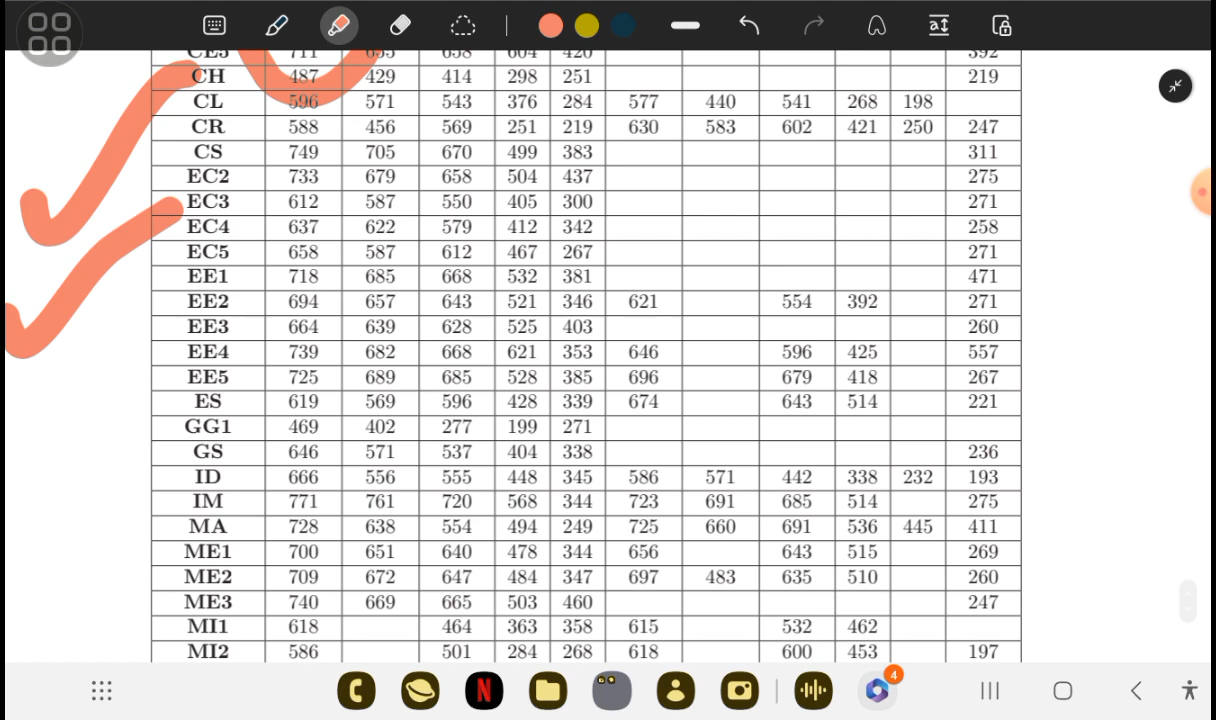 CE5 711 655 658 604 420 392
CH 487 429 414 298 251 219
CL 596 571 543 376 284 577 440 541 268 198
CR 588 456 569 251 219 630 583 602 421 250 247
CS 749 705 670 499 383 311
EC2 733 679 658 504 437 275
EC3 612 587 550 405 300 271
EC4 637 622 579 412 342 258
EC5 658 587 612 467 267 271
EE1 718 685 668 532 381 471
EE2 694 657 643 521 346 621 554 392 271
EE3 664 639 628 525 403 260
EE4 739 682 668 621 353 646 596 425 557
EE5 725 689 685 528 385 696 679 418 267
ES 619 569 596 428 339 674 643 514 221
GG1 469 402 277 199 271
GS 646 571 537 404 338 236
ID 666 556 555 448 345 586 571 442 338 232 193
IM 771 761 720 568 344 723 691 685 514 275
MA 728 638 554 494 249 725 660 691 536 445 411
ME1 700 651 640 478 344 656 643 515 269
ME2 709 672 647 484 347 697 483 635 510 260
ME3 740 669 665 503 460 247
MI1 618 464 363 358 615 532 462
MI2 586 501 284 268 618 600 453 197
N
4